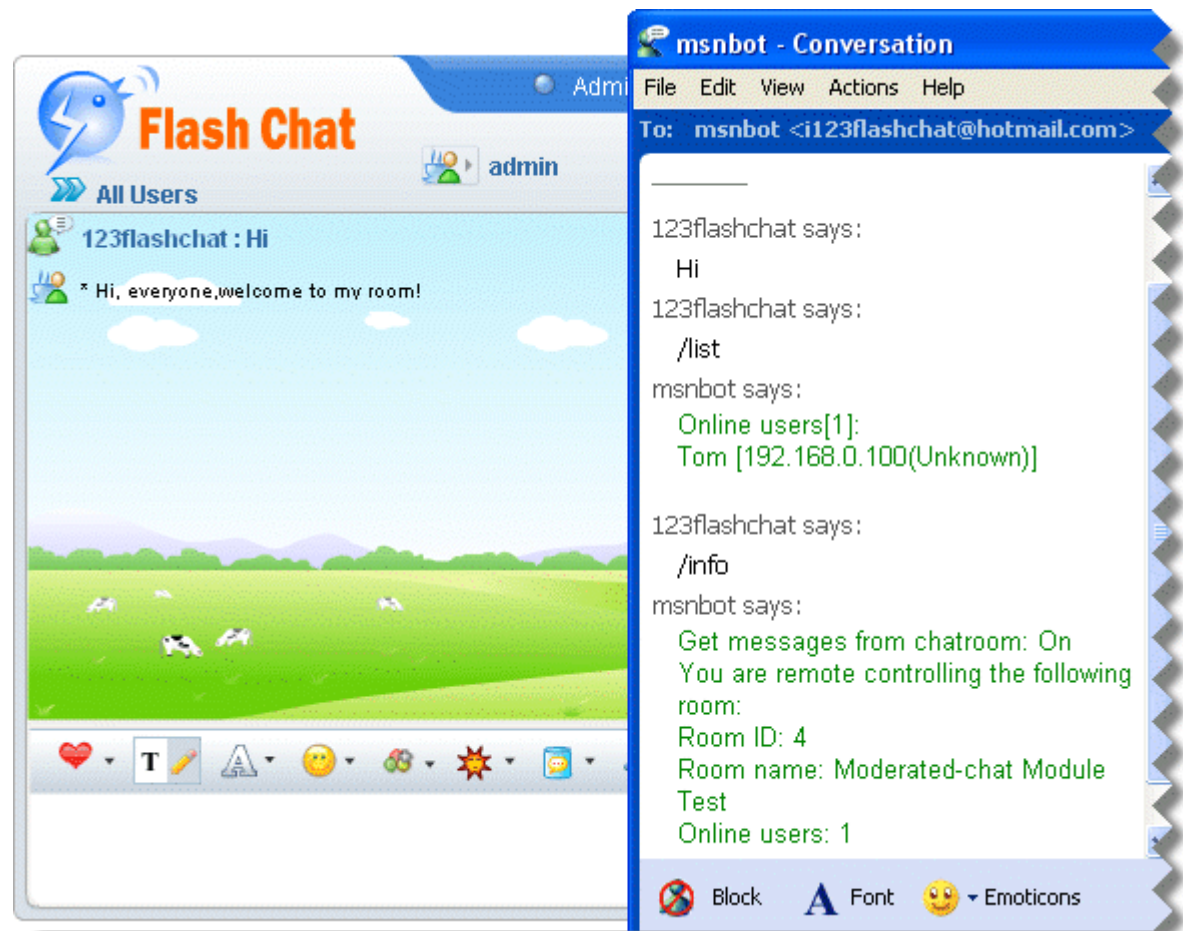 Flash Chat
admin
All Users
123flashchat : Hi
* Hi, everyone,welcome to my room!
T
msnbot - Conversation
File Edit View Actions Help
To: msnbot <i123flashchat@hotmail.com>
123flashchat says:
Hi
123flashchat says:
/list
msnbot says:
Online users[1]:
Tom [192.168.0.100(Unknown)]
123flashchat says:
/info
msnbot says:
Get messages from chatroom: On
You are remote controlling the following
room:
Room ID: 4
Room name: Moderated-chat Module
Test
Online users: 1
Block A Font Emoticons